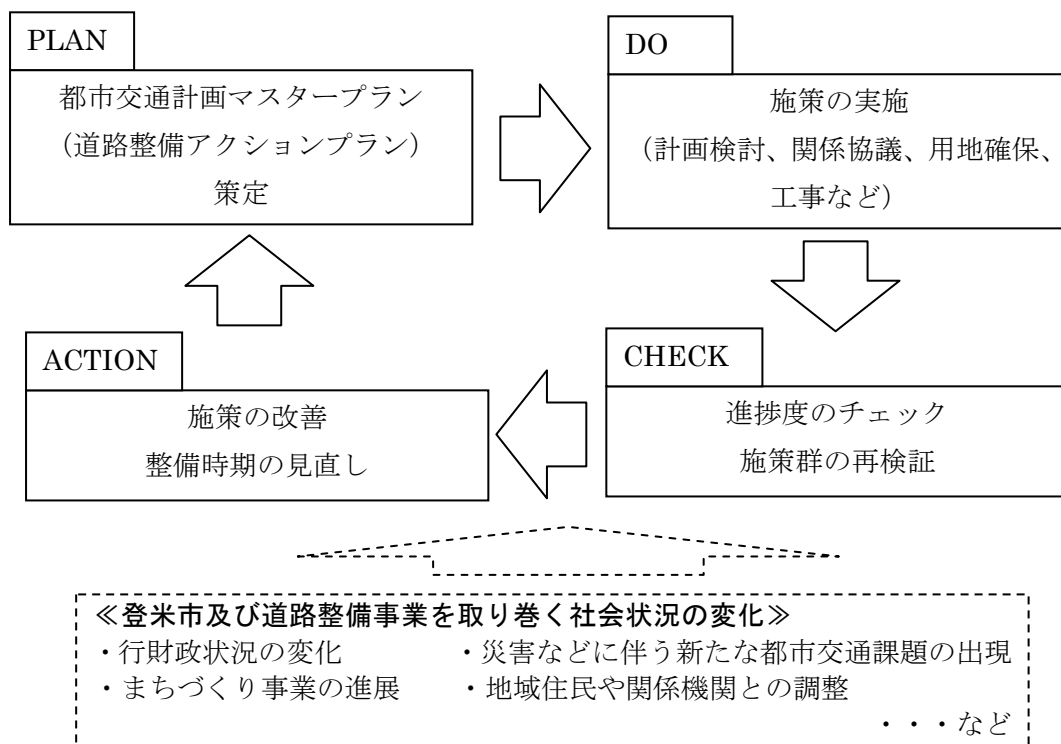 PLAN
都市交通計画マスタープラン
（道路整備アクションプラン）
策定
DO
施策の実施
（計画検討、関係協議、用地確保、
工事など）
ACTION
施策の改善
整備時期の見直し
CHECK
進捗度のチェック
施策群の再検証
≪登米市及び道路整備事業を取り巻く社会状況の変化≫
・行財政状況の変化 ・災害などに伴う新たな都市交通課題の出現
・まちづくり事業の進展 ・地域住民や関係機関との調整
・・・など